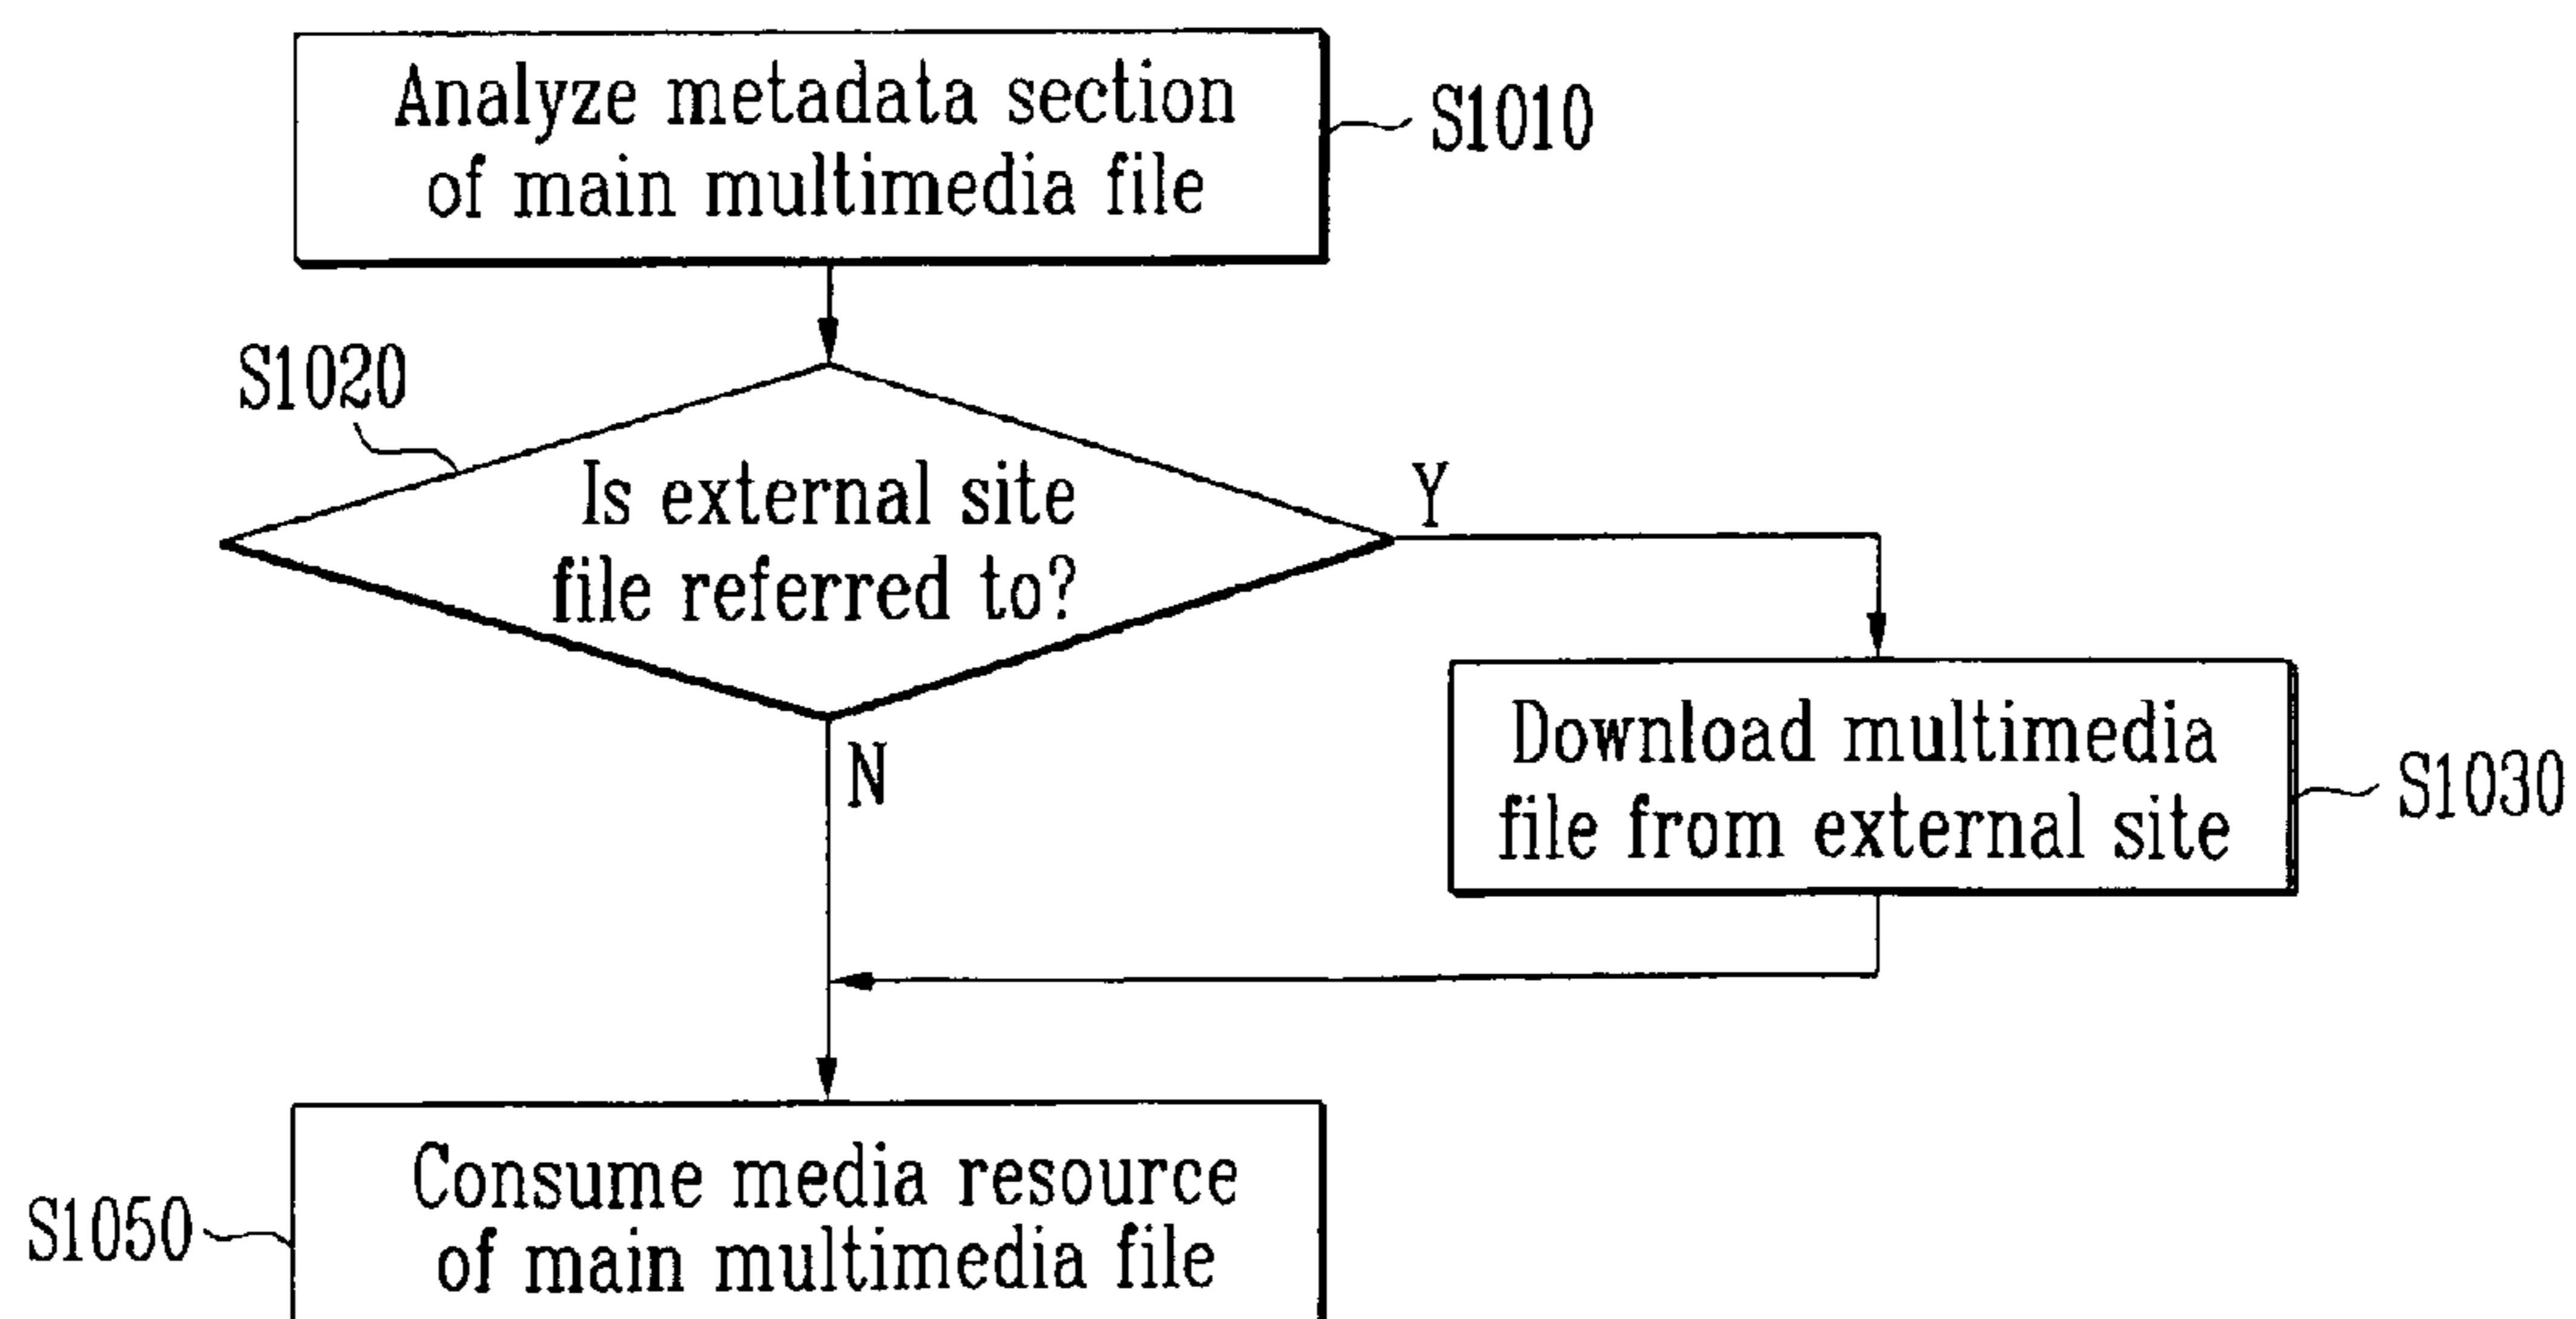 Analyze metadata section
of main multimedia file
S1010
S1020
Is external site
file referred to?
Y
N
Download multimedia
file from external site
S1030
Consume media resource
of main multimedia file
S1050